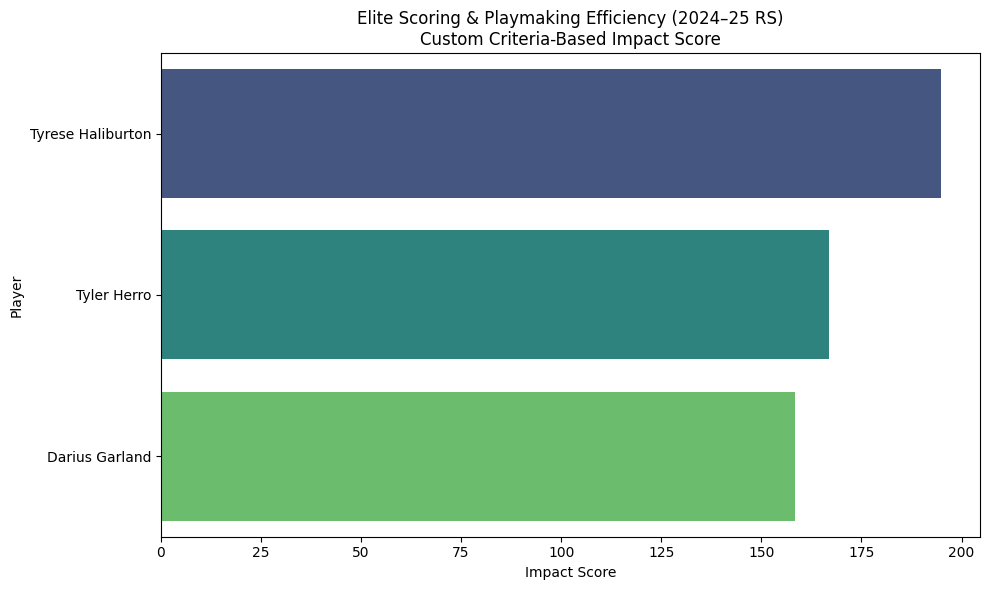 Elite Scoring & Playmaking Efficiency (2024–25 RS)
Custom Criteria-Based Impact Score
Player
Tyrese Haliburton
Tyler Herro
Darius Garland
0 25 50 75 100 125 150 175 200
Impact Score